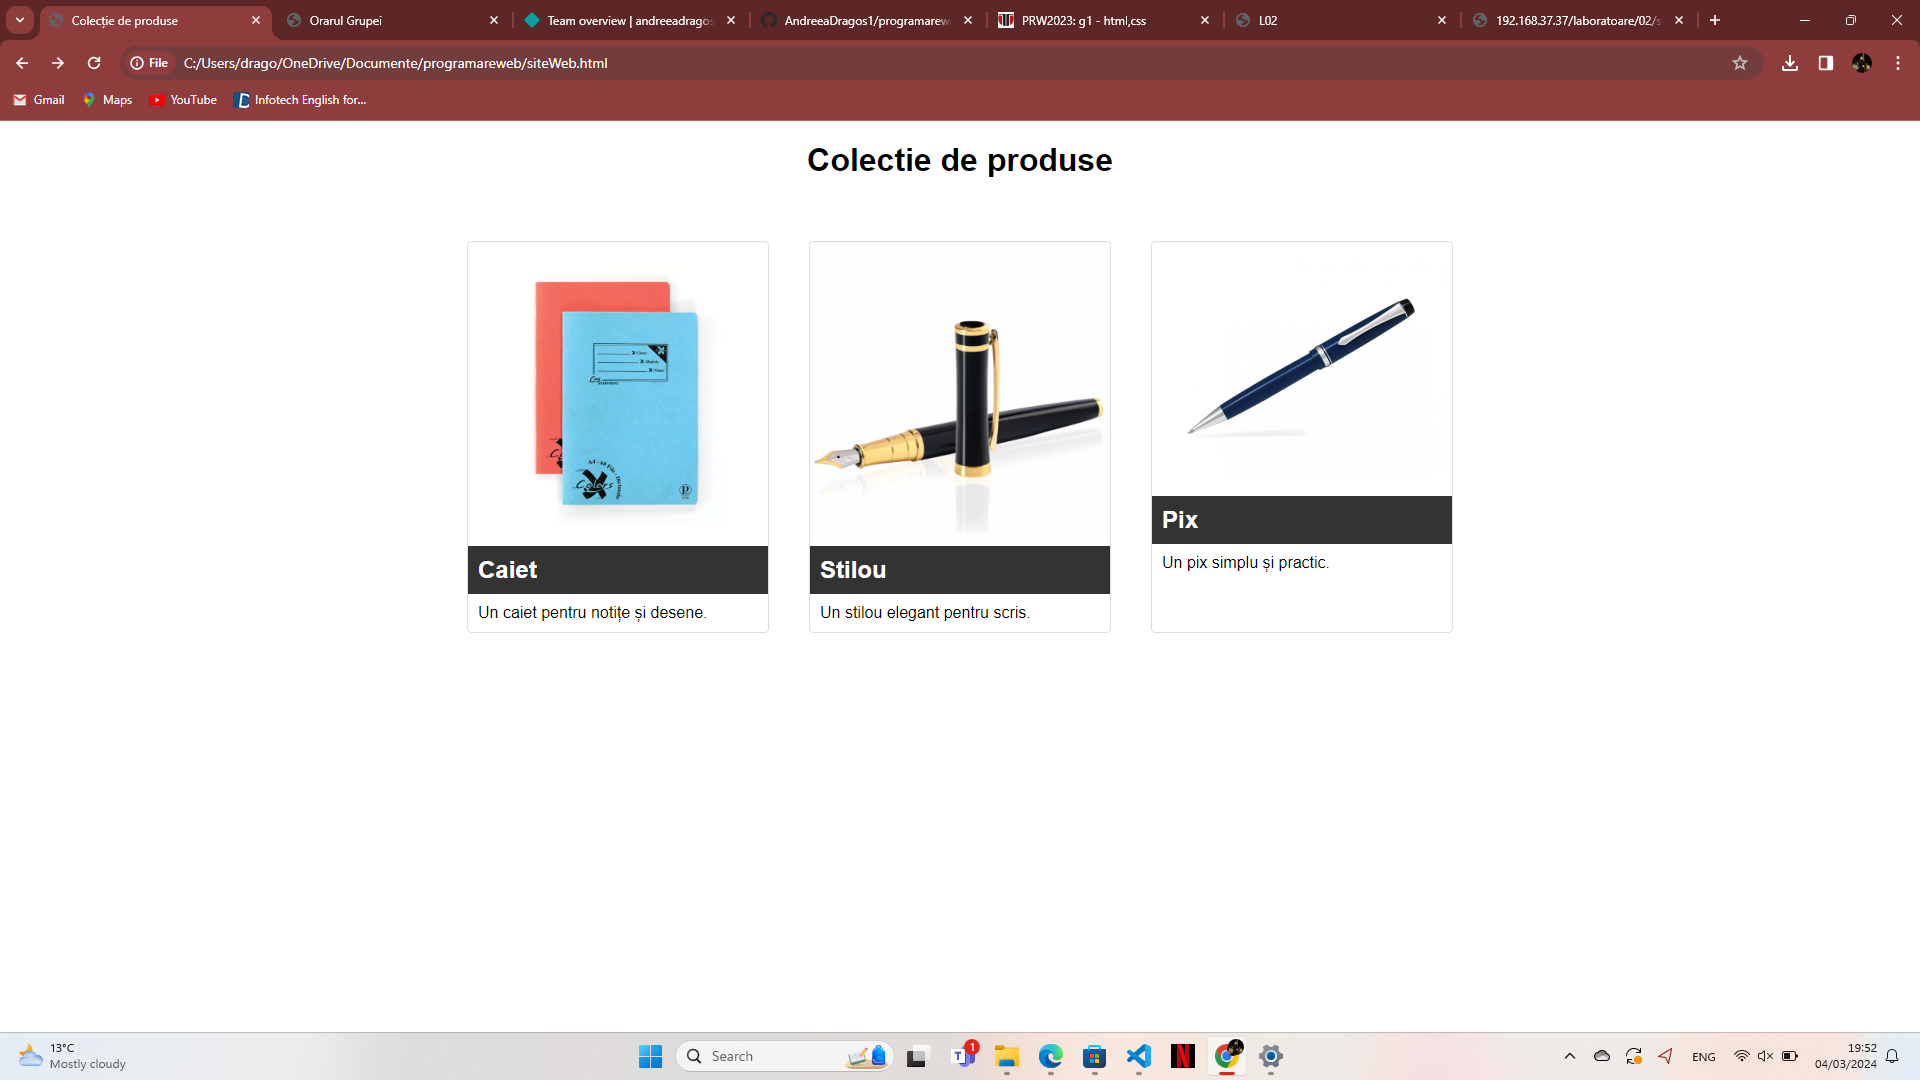 Colecție de produse
Orarul Grupei
Team overview | andreeadragos
AndreeaDragos1/programarew
PRW2023: g1 - html,css
L02
192.168.37.37/laboratoare/02/s
File
C:/Users/drago/OneDrive/Documente/programareweb/siteWeb.html
Gmail
Maps
YouTube
Infotech English for...
Colectie de produse
Caiet
Un caiet pentru notițe și desene.
Stilou
Un stilou elegant pentru scris.
Pix
Un pix simplu și practic.
13°C
Mostly cloudy
Search
1
ENG
19:52
04/03/2024